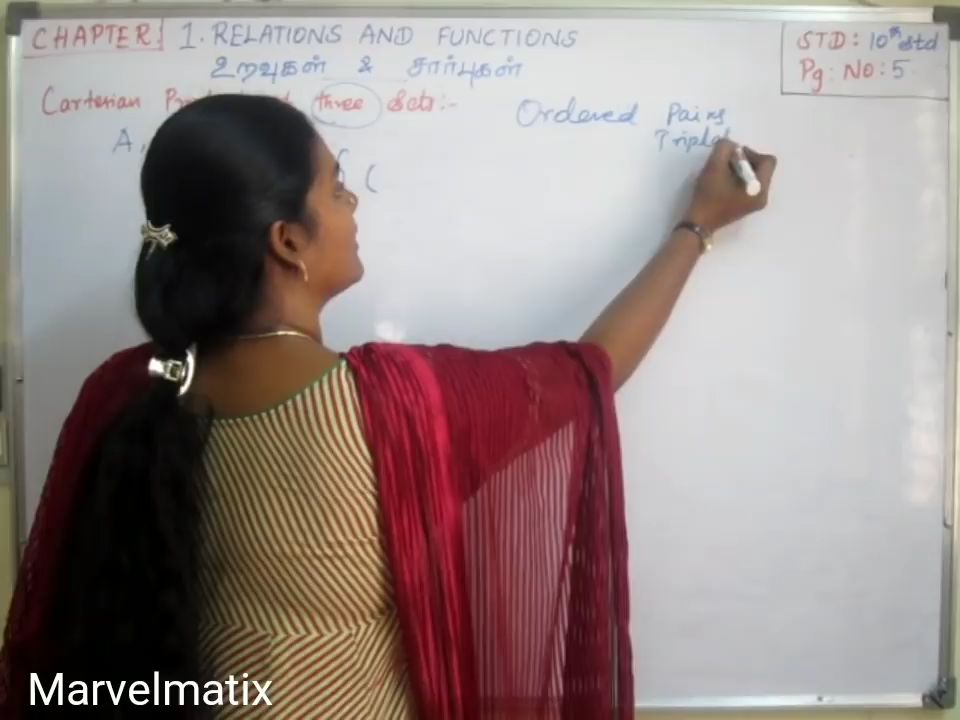 CHAPTER: 1. RELATIONS AND FUNCTIONS
உறவுகள் & சார்புகள்
STD: 10th Std
Pg: No: 5
Cartesian three Sets:-
Ordered Pairs
A,
{ (
Marvelmatix